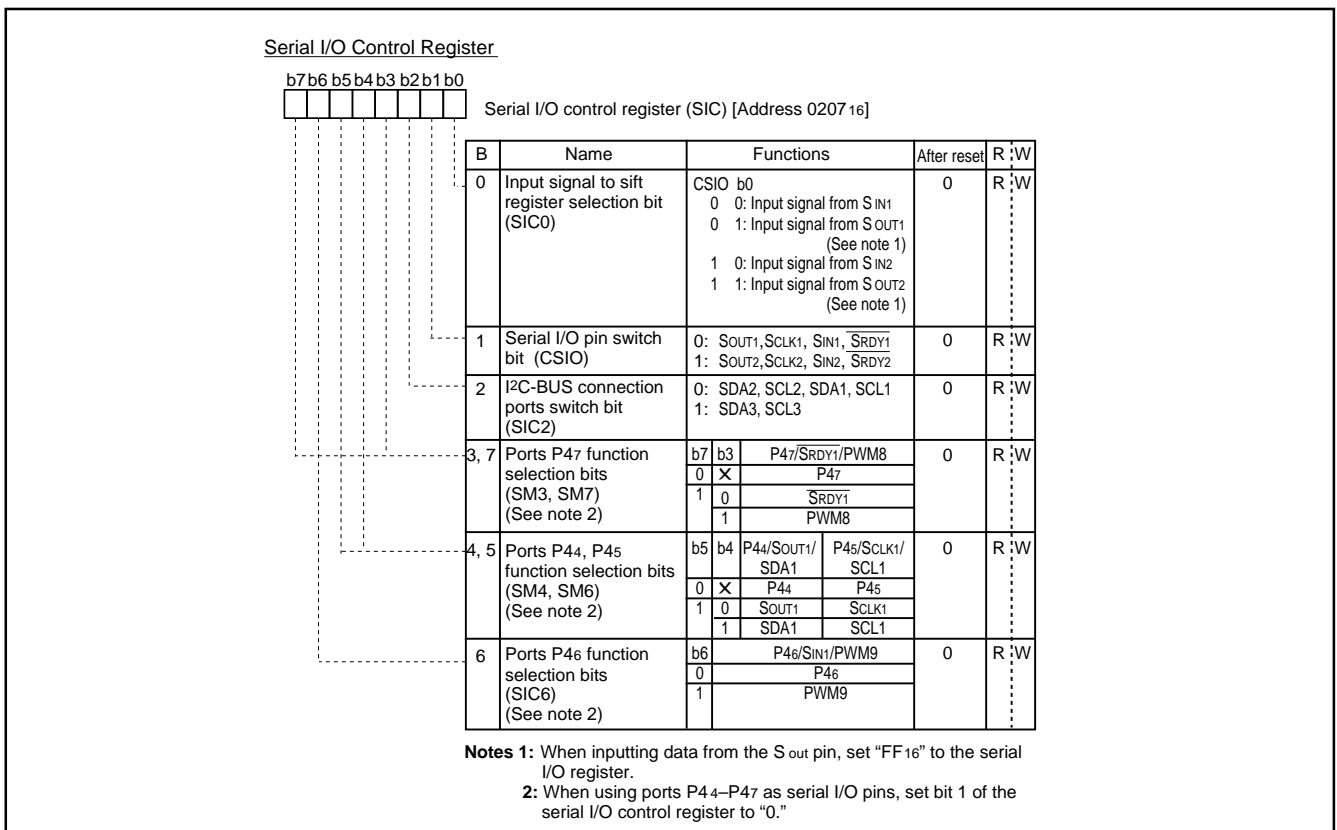 Serial I/O Control Register
b7 b6 b5 b4 b3 b2 b1 b0
Serial I/O control register (SIC) [Address 020716]
B Name Functions After reset R W
0 Input signal to sift register selection bit (SIC0) CSIO b0 0 R W
0 0: Input signal from SIN1
0 1: Input signal from SOUT1
(See note 1)
1 0: Input signal from SIN2
1 1: Input signal from SOUT2
(See note 1)
1 Serial I/O pin switch bit (CSIO) 0: SOUT1,SCLK1, SIN1, SRDY1 0 R W
1: SOUT2,SCLK2, SIN2, SRDY2
2 I2C-BUS connection ports switch bit (SIC2) 0: SDA2, SCL2, SDA1, SCL1 0 R W
1: SDA3, SCL3
3, 7 Ports P47 function selection bits (SM3, SM7) (See note 2) b7 b3 P47/SRDY1/PWM8 0 R W
0 X P47
1 0 SRDY1
1 PWM8
4, 5 Ports P44, P45 function selection bits (SM4, SM6) (See note 2) b5 b4 P44/SOUT1/SDA1 P45/SCLK1/SCL1 0 R W
0 X P44 P45
1 0 SOUT1 SCLK1
1 SDA1 SCL1
6 Ports P46 function selection bits (SIC6) (See note 2) b6 P46/SIN1/PWM9 0 R W
0 P46
1 PWM9
Notes 1: When inputting data from the S out pin, set “FF16” to the serial
I/O register.
2: When using ports P44–P47 as serial I/O pins, set bit 1 of the
serial I/O control register to “0.”